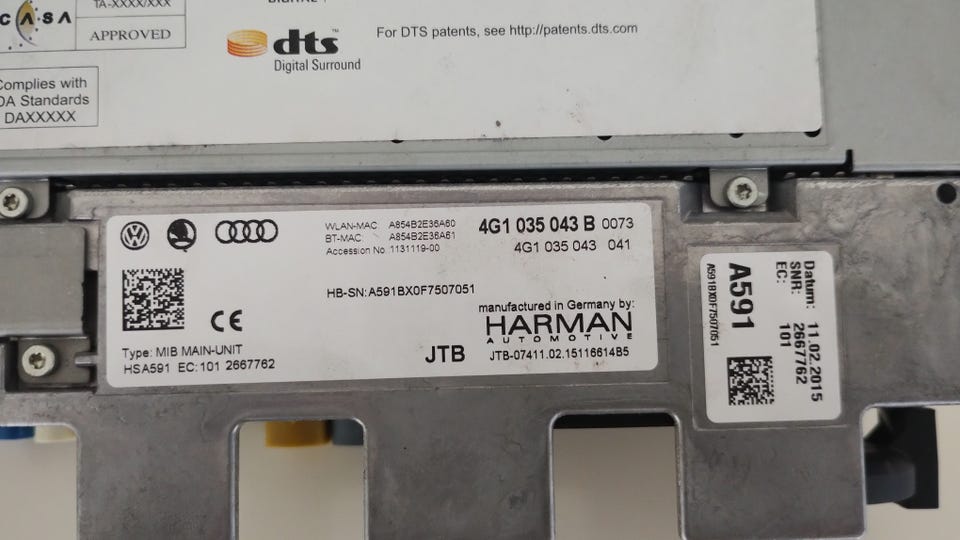 CASA
TA-XXXX/XXX
APPROVED
Complies with
DA Standards
DAXXXXX
dts™
Digital Surround
For DTS patents, see http://patents.dts.com
WLAN-MAC: A854B2E36A60
BT-MAC: A854B2E36A61
Accession No. 1131119-00
4G1 035 043 B 0073
4G1 035 043 041
HB-SN: A591BX0F7507051
CE
Type: MIB MAIN-UNIT
HSA591 EC: 101 2667762
JTB
manufactured in Germany by:
HARMAN
AUTOMOTIVE
JTB-07411.02.15116614B5
Datum: 11.02.2015
SNR: 2667762
EC: 101
A591
A591BX0F7507051